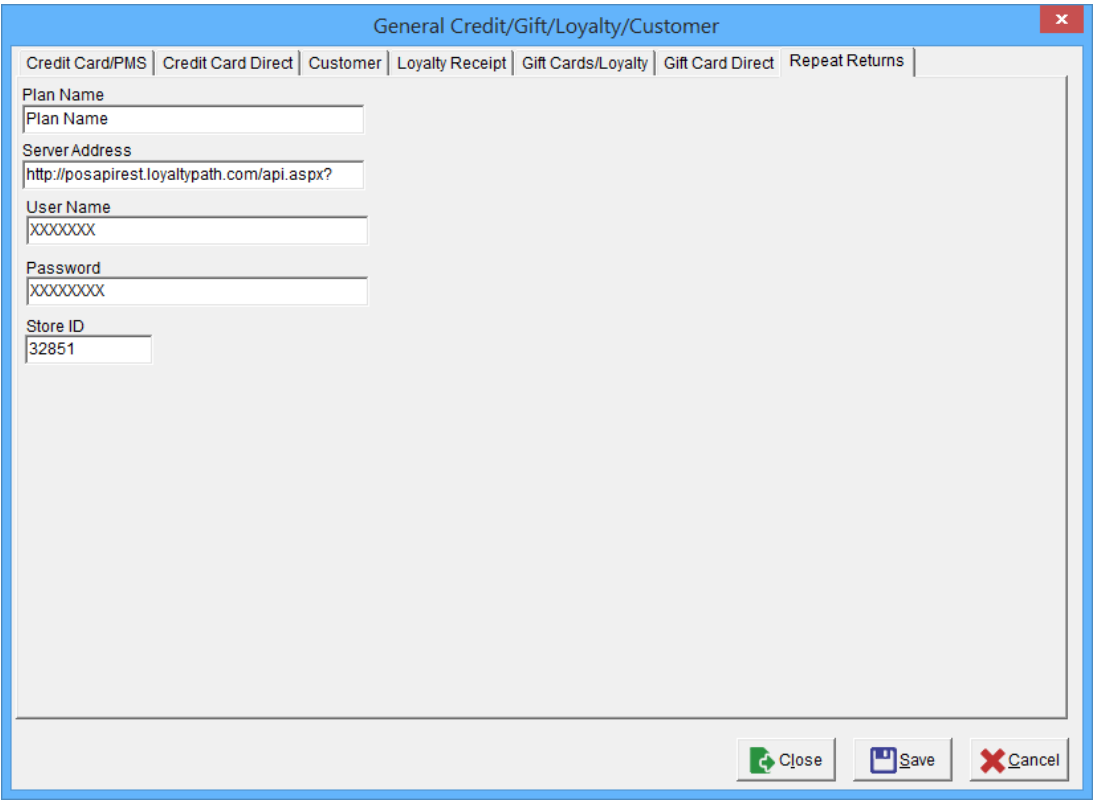 General Credit/Gift/Loyalty/Customer
x
Credit Card/PMS Credit Card Direct Customer Loyalty Receipt Gift Cards/Loyalty Gift Card Direct Repeat Returns
Plan Name
Plan Name
Server Address
http://posapirest.loyaltypath.com/api.aspx?
User Name
XXXXXXX
Password
XXXXXXXX
Store ID
32851
Close Save Cancel